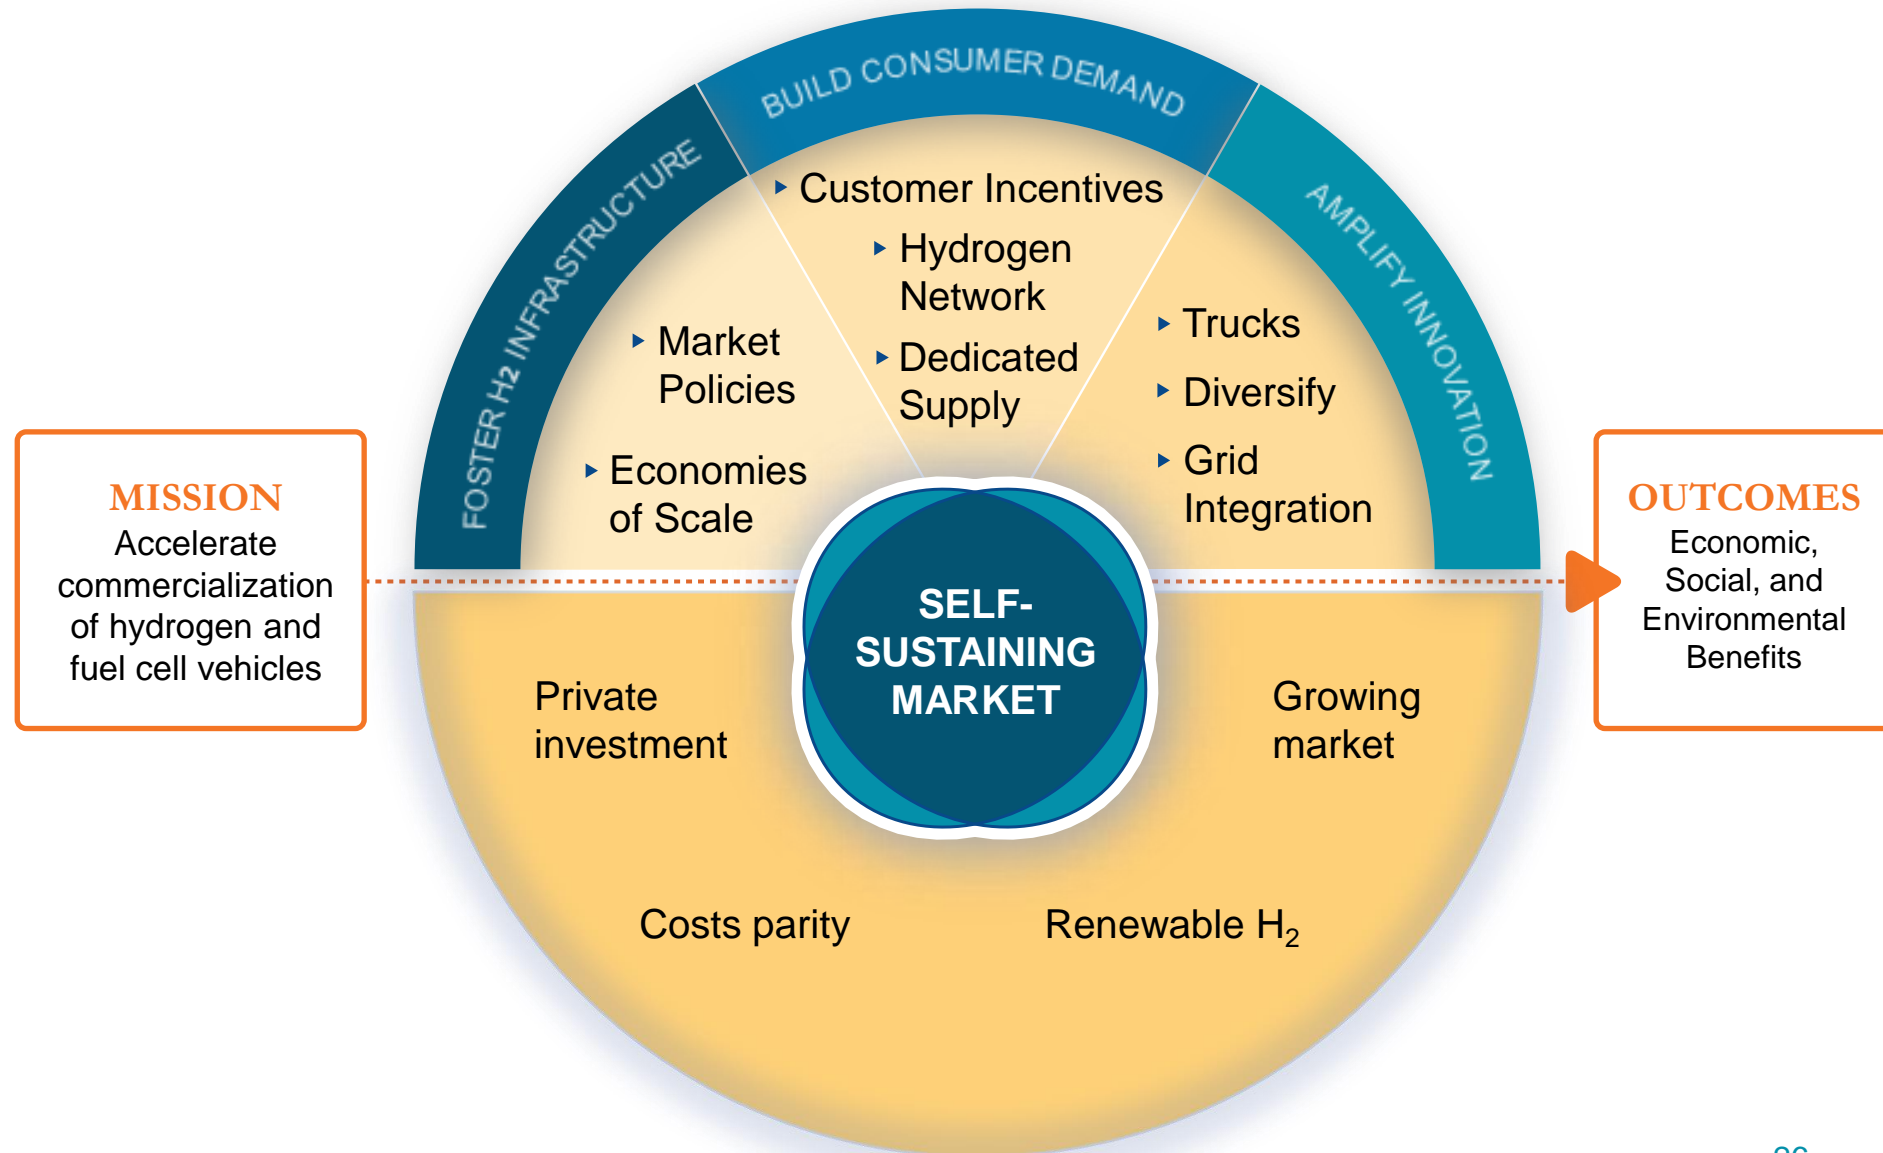 BUILD CONSUMER DEMAND
FOSTER H2 INFRASTRUCTURE
AMPLIFY INNOVATION
▸ Customer Incentives
▸ Hydrogen
Network
▸ Dedicated
Supply
▸ Market
Policies
▸ Economies
of Scale
▸ Trucks
▸ Diversify
▸ Grid
Integration
MISSION
Accelerate
commercialization
of hydrogen and
fuel cell vehicles
SELF-
SUSTAINING
MARKET
OUTCOMES
Economic,
Social, and
Environmental
Benefits
Private
investment
Growing
market
Costs parity
Renewable H₂